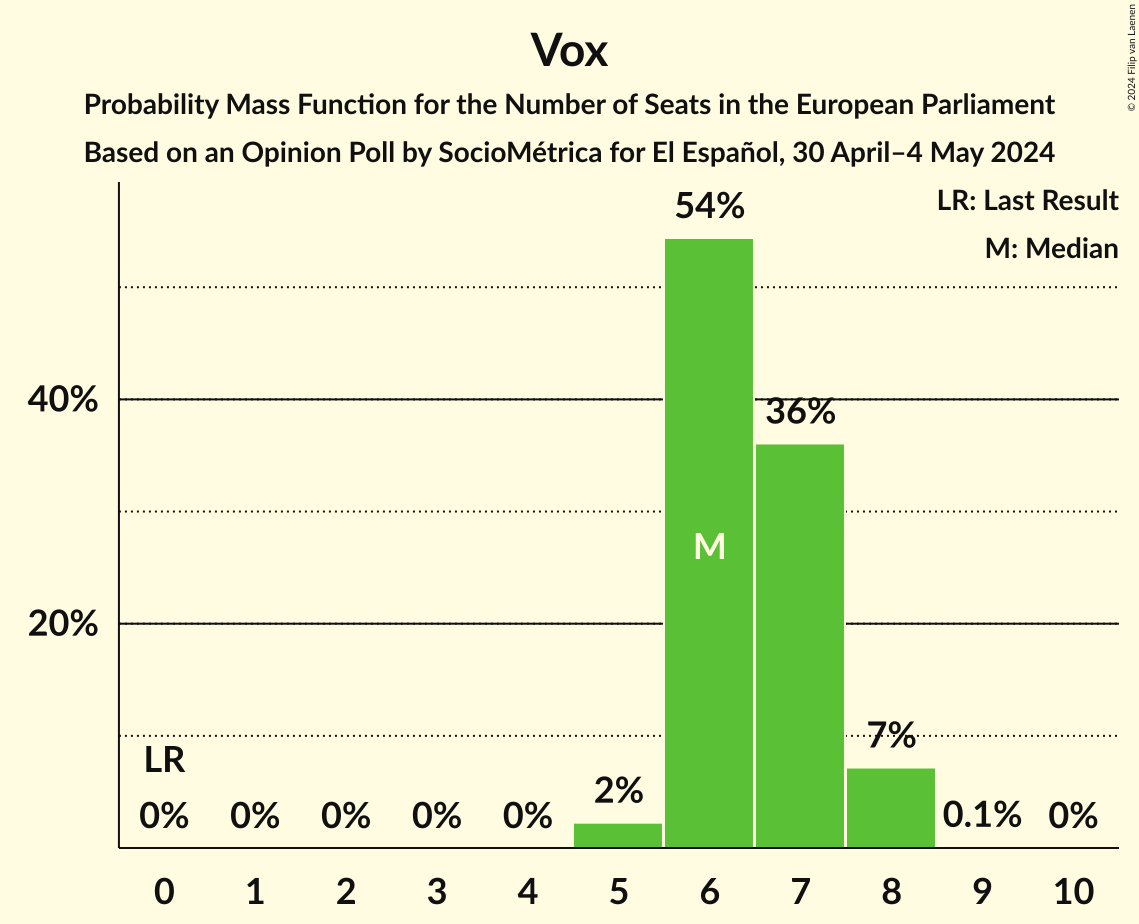 Vox
Probability Mass Function for the Number of Seats in the European Parliament
Based on an Opinion Poll by SocioMétrica for El Español, 30 April–4 May 2024
© 2024 Filip van Laenen
LR: Last Result
M: Median
54%
40%
36%
M
20%
7%
LR
2%
0% 0% 0% 0% 0% 0.1% 0%
0 1 2 3 4 5 6 7 8 9 10